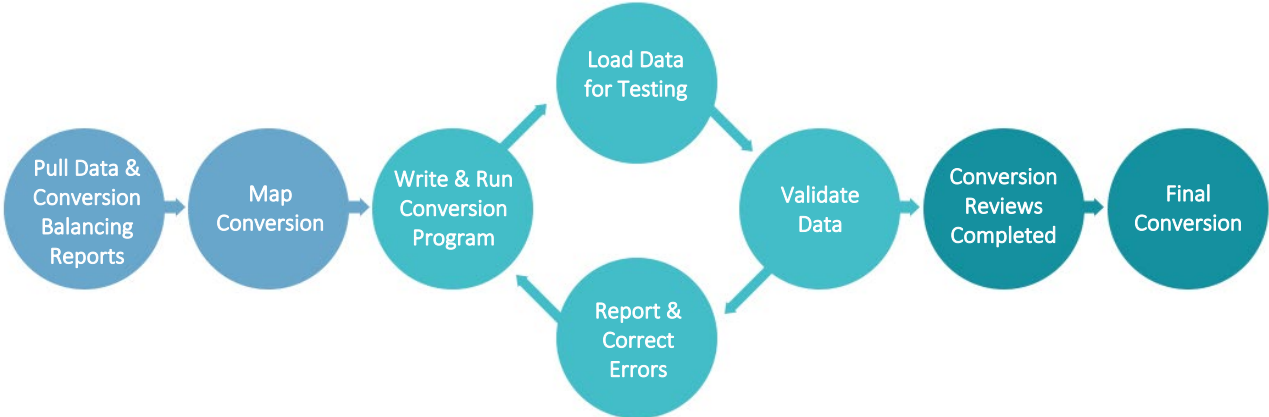 Pull Data &
Conversion
Balancing
Reports
Map
Conversion
Write & Run
Conversion
Program
Load Data
for Testing
Validate
Data
Report &
Correct
Errors
Conversion
Reviews
Completed
Final
Conversion